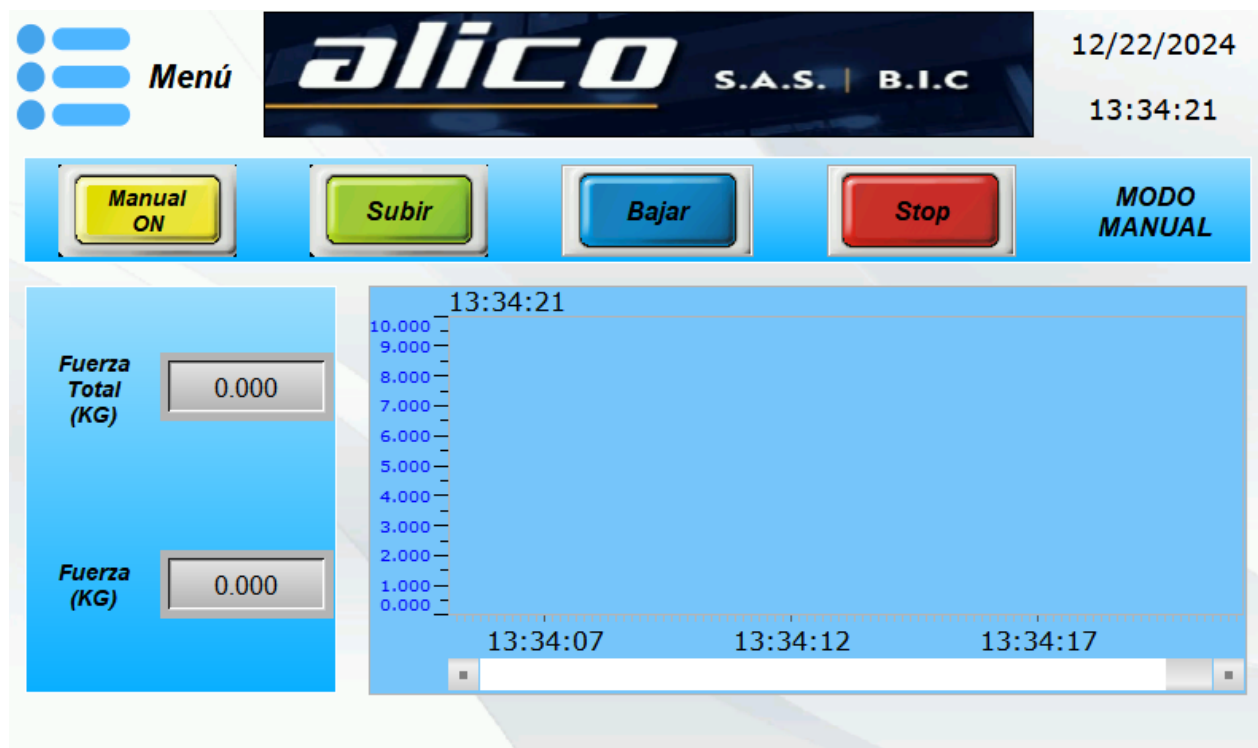 Menú
alico S.A.S. | B.I.C
12/22/2024
13:34:21
Manual
ON
Subir
Bajar
Stop
MODO
MANUAL
Fuerza
Total
(KG)
0.000
Fuerza
(KG)
0.000
13:34:21
10.000
9.000
8.000
7.000
6.000
5.000
4.000
3.000
2.000
1.000
0.000
13:34:07 13:34:12 13:34:17